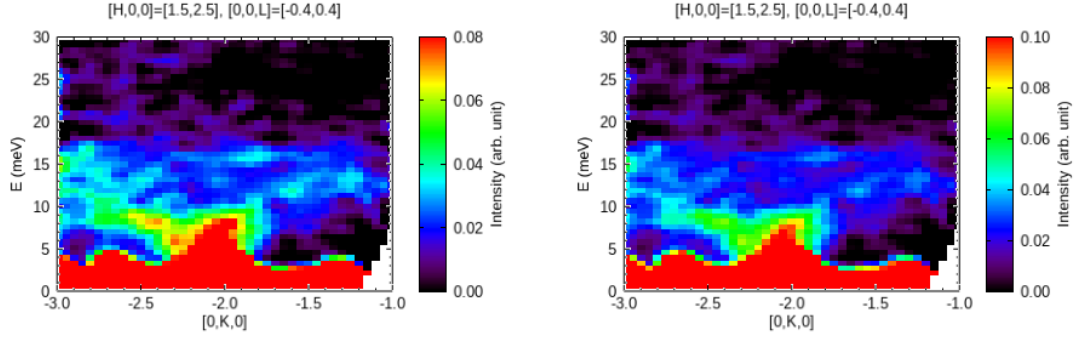 [H,0,0]=[1.5,2.5], [0,0,L]=[-0.4,0.4]
30
25
20
15
10
5
0
E (meV)
-3.0 -2.5 -2.0 -1.5 -1.0
[0,K,0]
0.08
0.06
0.04
0.02
0.00
Intensity (arb. unit)
[H,0,0]=[1.5,2.5], [0,0,L]=[-0.4,0.4]
30
25
20
15
10
5
0
E (meV)
-3.0 -2.5 -2.0 -1.5 -1.0
[0,K,0]
0.10
0.08
0.06
0.04
0.02
0.00
Intensity (arb. unit)